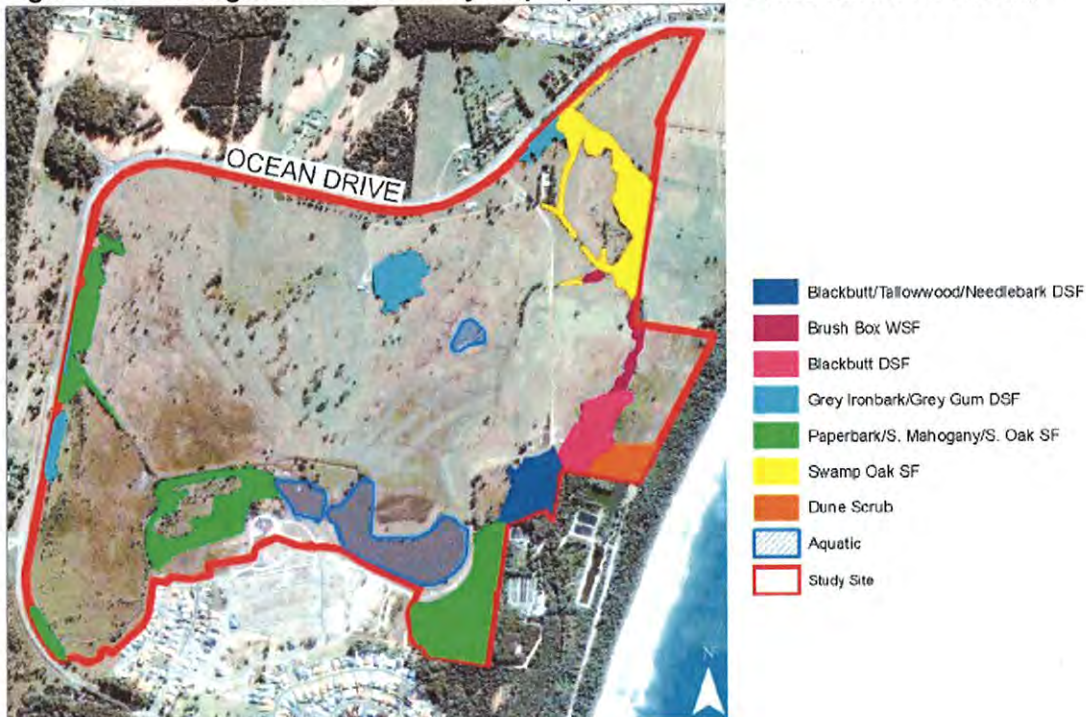 OCEAN DRIVE
Blackbutt/Tallowwood/Needlebark DSF
Brush Box WSF
Blackbutt DSF
Grey Ironbark/Grey Gum DSF
Paperbark/S. Mahogany/S. Oak SF
Swamp Oak SF
Dune Scrub
Aquatic
Study Site
N